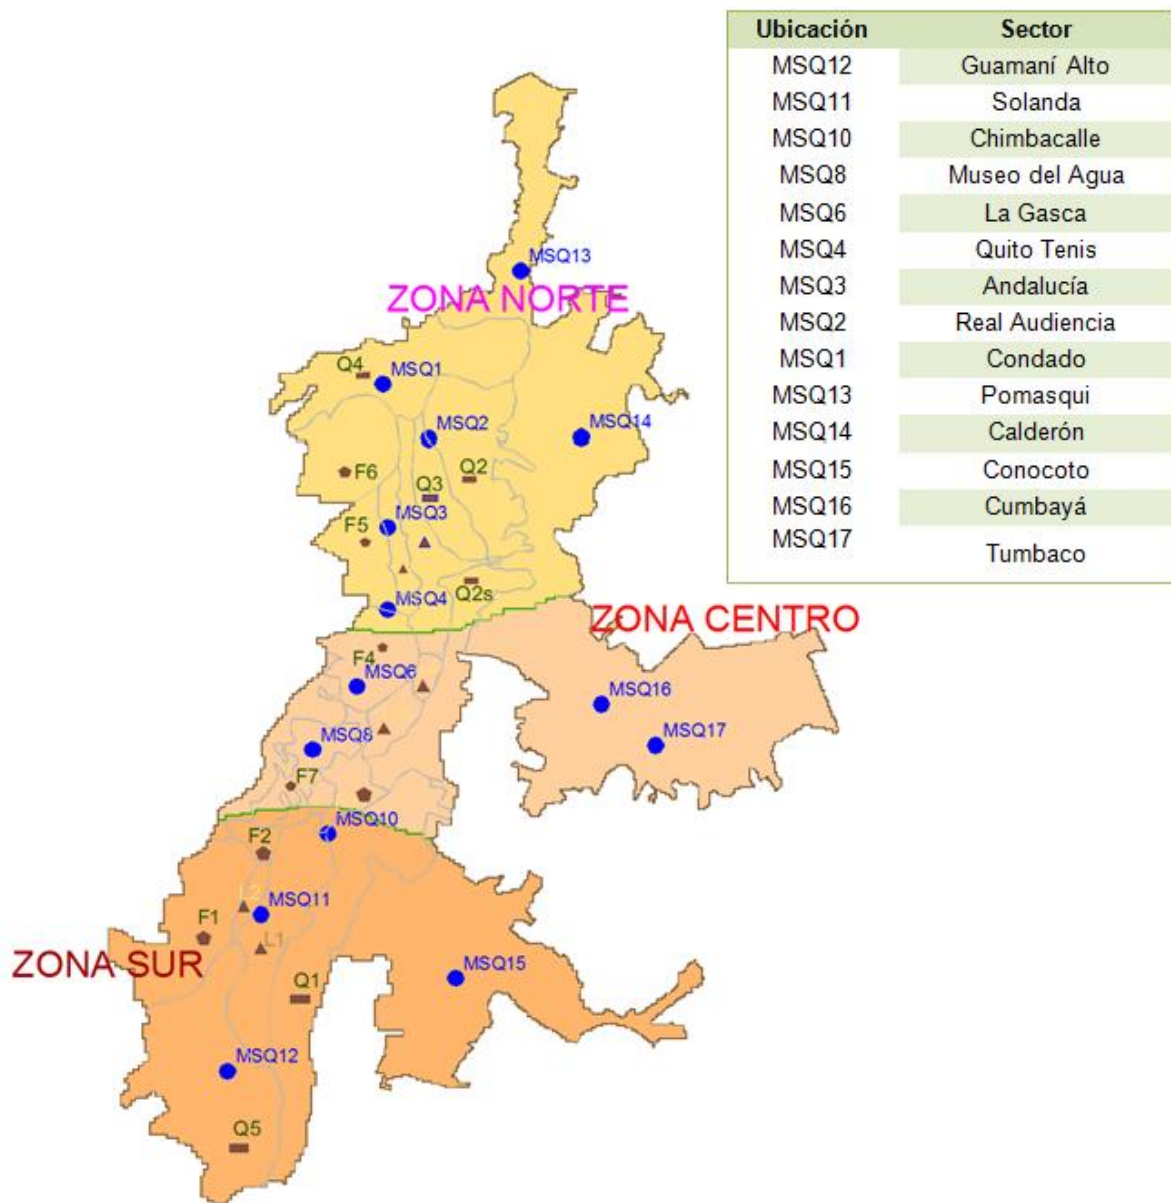 Ubicación Sector
MSQ12 Guamaní Alto
MSQ11 Solanda
MSQ10 Chimbacalle
MSQ8 Museo del Agua
MSQ6 La Gasca
MSQ4 Quito Tenis
MSQ3 Andalucía
MSQ2 Real Audiencia
MSQ1 Condado
MSQ13 Pomasqui
MSQ14 Calderón
MSQ15 Conocoto
MSQ16 Cumbayá
MSQ17 Tumbaco
MSQ13
ZONA NORTE
Q4
MSQ1
MSQ2
MSQ14
F6
Q2
Q3
MSQ3
F5
Q2s
MSQ4
ZONA CENTRO
F4
MSQ6
MSQ16
MSQ8
MSQ17
F7
MSQ10
F2
L2
MSQ11
F1
L1
ZONA SUR
MSQ15
Q1
MSQ12
Q5